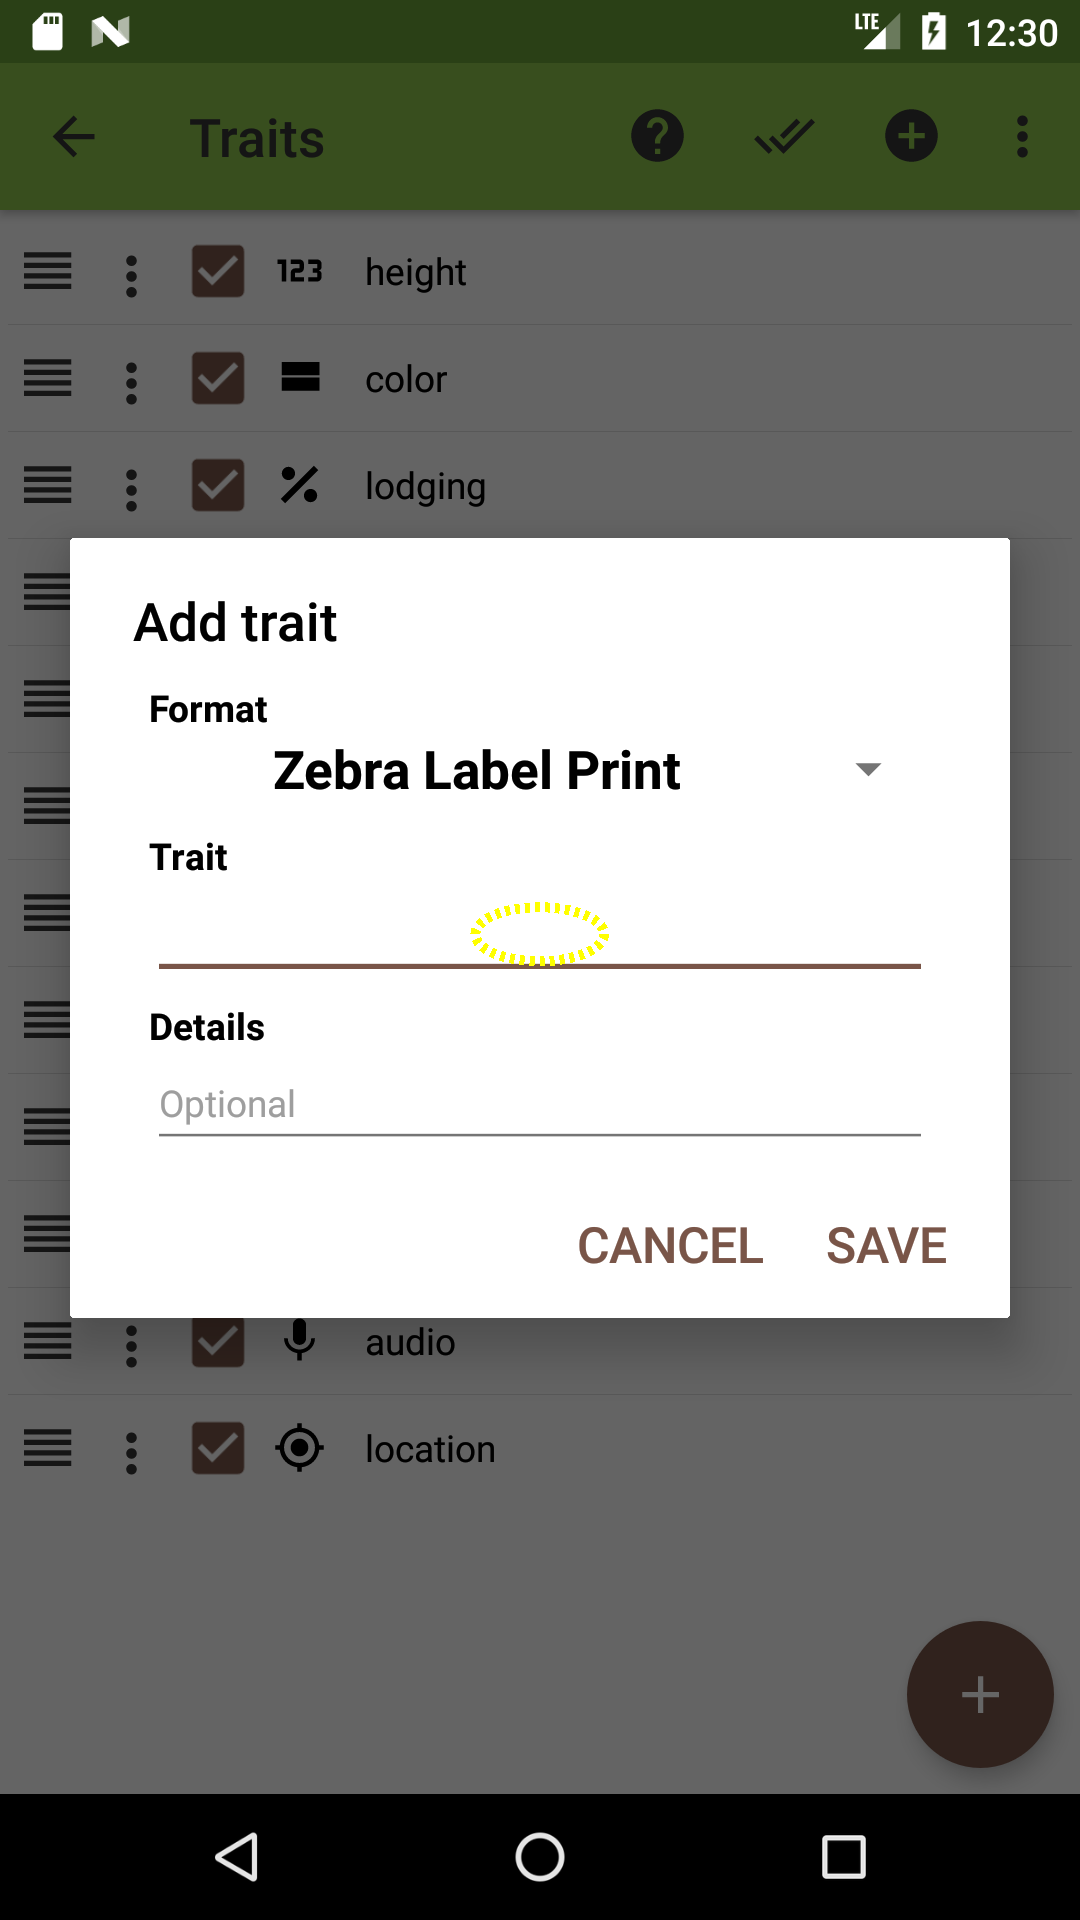 LTE 12:30
Traits
123 height
color
lodging
Add trait
Format
Zebra Label Print
Trait
Details
Optional
CANCEL SAVE
audio
location